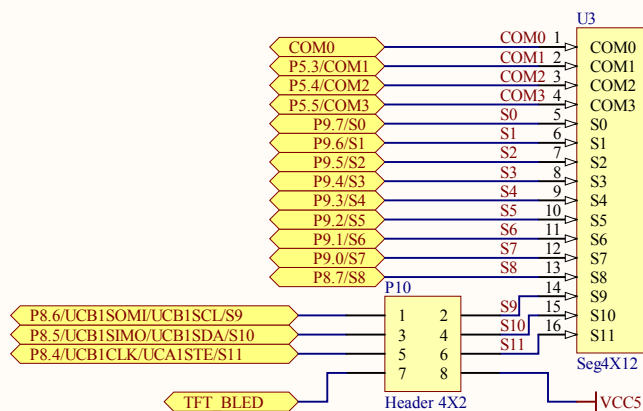 U3
COM0 COM0 1 COM0
P5.3/COM1 COM1 2 COM1
P5.4/COM2 COM2 3 COM2
P5.5/COM3 COM3 4 COM3
P9.7/S0 S0 5 S0
P9.6/S1 S1 6 S1
P9.5/S2 S2 7 S2
P9.4/S3 S3 8 S3
P9.3/S4 S4 9 S4
P9.2/S5 S5 10 S5
P9.1/S6 S6 11 S6
P9.0/S7 S7 12 S7
P8.7/S8 S8 13 S8
P10 14 S9
P8.6/UCB1SOMI/UCB1SCL/S9 1 2 S9 15 S10
P8.5/UCB1SIMO/UCB1SDA/S10 3 4 S10 16 S11
P8.4/UCB1CLK/UCA1STE/S11 5 6 S11 Seg4X12
7 8
TFT_BLED Header 4X2 VCC5